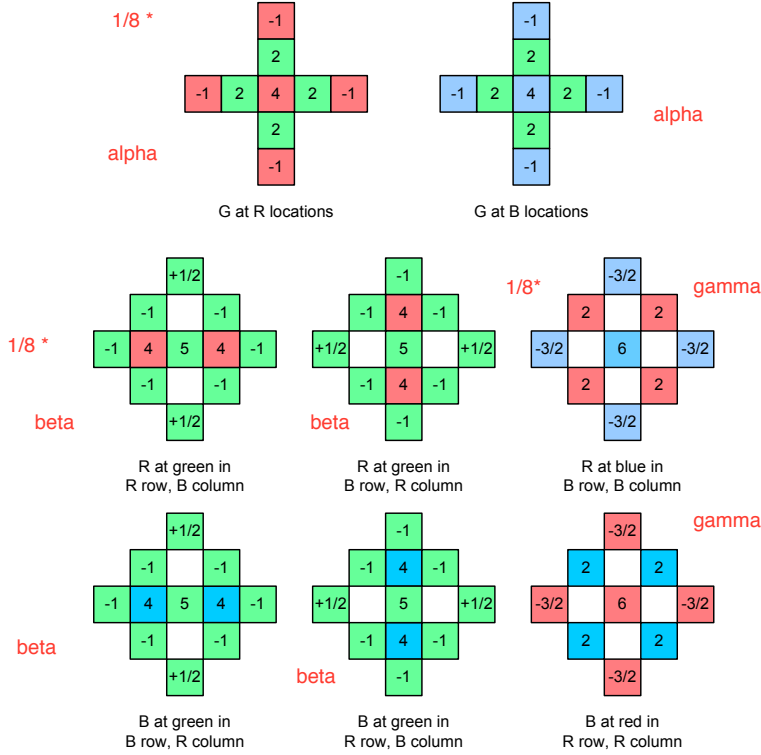 1/8 *
-1
2
-1 2 4 2 -1
2
-1
alpha
G at R locations
-1
2
-1 2 4 2 -1
2
-1
alpha
G at B locations
1/8 *
+1/2
-1 -1
-1 4 5 4 -1
-1 -1
+1/2
beta
R at green in
R row, B column
-1
-1 4 -1
+1/2 5 +1/2
-1 4 -1
-1
beta
R at green in
B row, R column
1/8*
gamma
-3/2
2 2
-3/2 6 -3/2
2 2
-3/2
R at blue in
B row, B column
+1/2
-1 -1
-1 4 5 4 -1
-1 -1
+1/2
beta
B at green in
B row, R column
-1
-1 4 -1
+1/2 5 +1/2
-1 4 -1
-1
beta
B at green in
R row, B column
gamma
-3/2
2 2
-3/2 6 -3/2
2 2
-3/2
B at red in
R row, R column